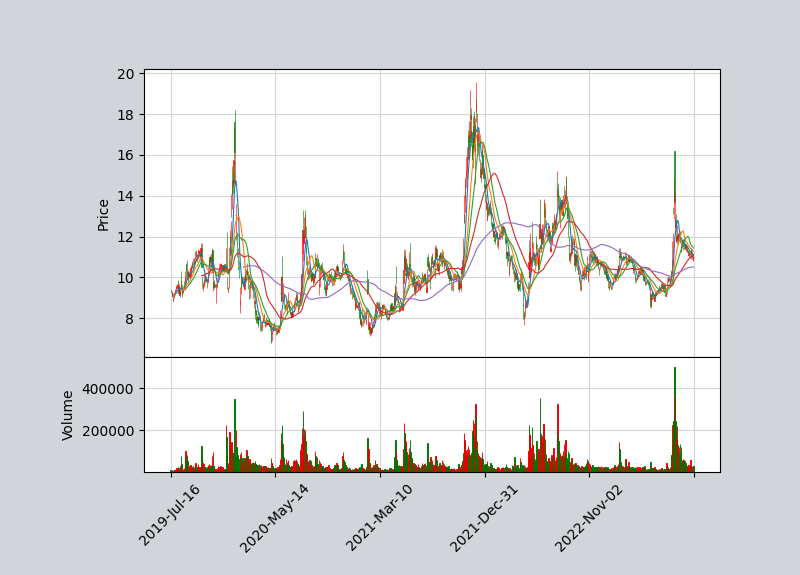 20
18
16
14
12
10
8
Price
400000
200000
Volume
2019-Jul-16
2020-May-14
2021-Mar-10
2021-Dec-31
2022-Nov-02